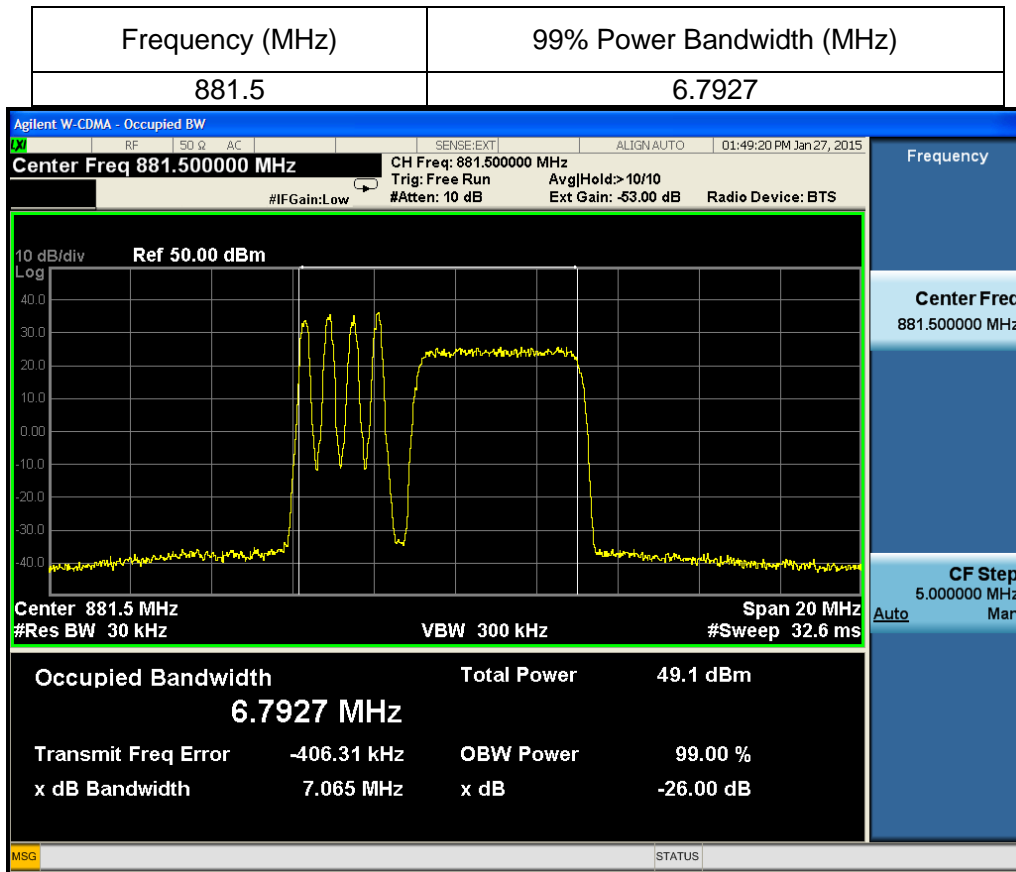 Frequency (MHz) 99% Power Bandwidth (MHz)
881.5 6.7927
Agilent W-CDMA - Occupied BW
LXI RF 50 Ω AC SENSE:EXT ALIGN AUTO 01:49:20 PM Jan 27, 2015
Center Freq 881.500000 MHz
#IFGain:Low
CH Freq: 881.500000 MHz
Trig: Free Run Avg|Hold:>10/10
#Atten: 10 dB Ext Gain: -53.00 dB Radio Device: BTS
Frequency
10 dB/div Ref 50.00 dBm
Log
40.0
30.0
20.0
10.0
0.00
-10.0
-20.0
-30.0
-40.0
Center Freq
881.500000 MHz
CF Step
5.000000 MHz
Auto Man
Center 881.5 MHz Span 20 MHz
#Res BW 30 kHz VBW 300 kHz #Sweep 32.6 ms
Occupied Bandwidth Total Power 49.1 dBm
6.7927 MHz
Transmit Freq Error -406.31 kHz OBW Power 99.00 %
x dB Bandwidth 7.065 MHz x dB -26.00 dB
MSG STATUS